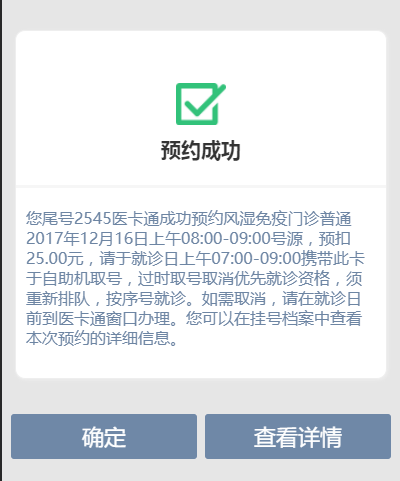 预约成功
您尾号2545医卡通成功预约风湿免疫门诊普通
2017年12月16日上午08:00-09:00号源，预扣
25.00元，请于就诊日上午07:00-09:00携带此卡
于自助机取号，过时取号取消优先就诊资格，须
重新排队，按序号就诊。如需取消，请在就诊日
前到医卡通窗口办理。您可以在挂号档案中查看
本次预约的详细信息。
确定
查看详情